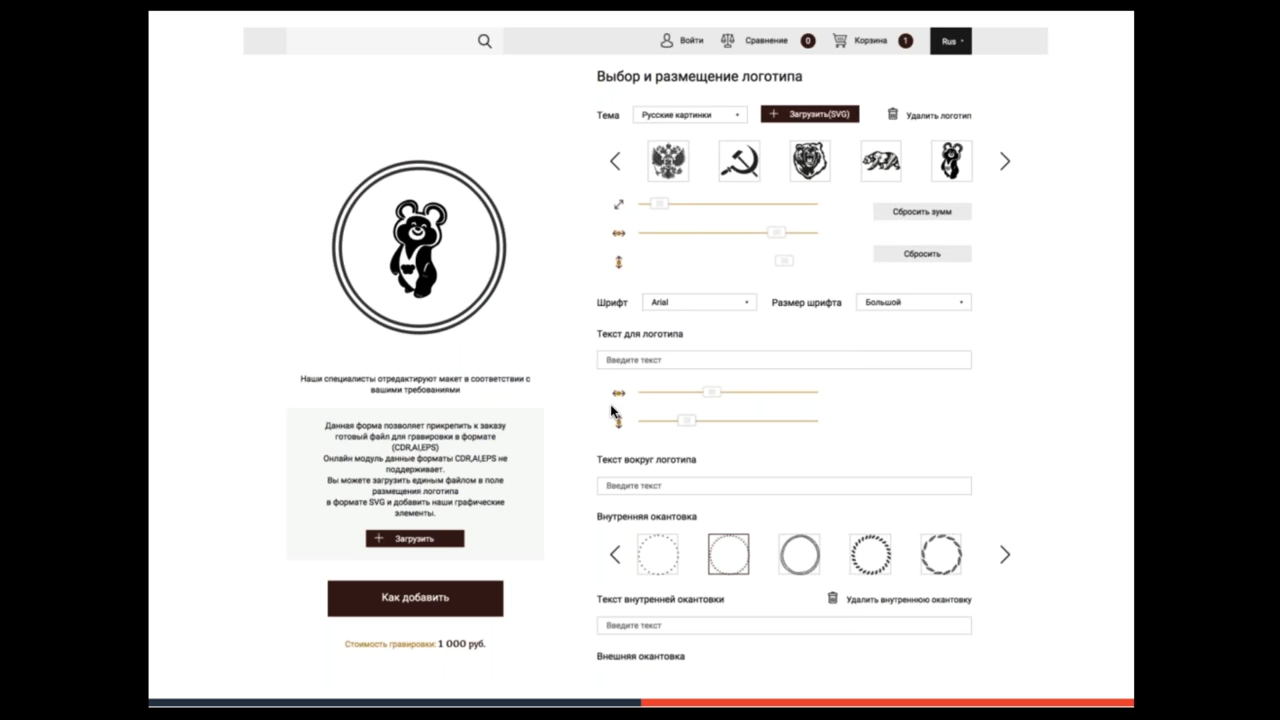 Войти
Сравнение
0
Корзина
1
Rus
Выбор и размещение логотипа
Тема
Русские картинки
Загрузить(SVG)
Удалить логотип
Сбросить зумм
Сбросить
Шрифт
Arial
Размер шрифта
Большой
Текст для логотипа
Введите текст
Текст вокруг логотипа
Введите текст
Внутренняя окантовка
Текст внутренней окантовки
Удалить внутреннюю окантовку
Введите текст
Внешняя окантовка
Наши специалисты отредактируют макет в соответствии с
вашими требованиями
Данная форма позволяет прикрепить к заказу
готовый файл для гравировки в формате
(CDR,AI,EPS)
Онлайн модуль данные форматы CDR,AI,EPS не
поддерживает.
Вы можете загрузить единым файлом в поле
размещения логотипа
в формате SVG и добавить наши графические
элементы.
Загрузить
Как добавить
Стоимость гравировки: 1 000 руб.